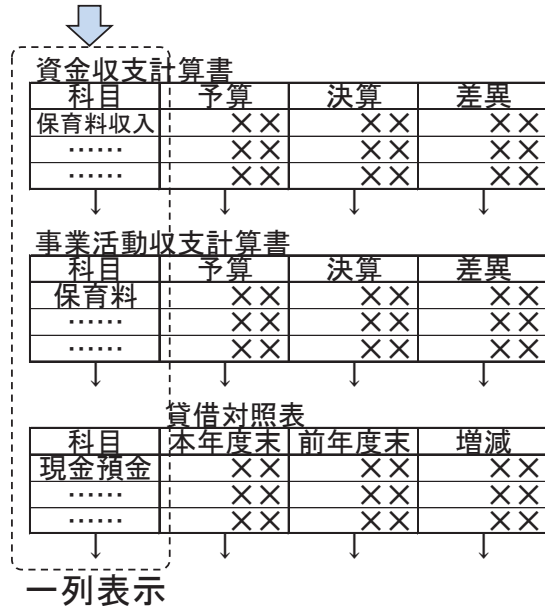 資金収支計算書
科目 予算 決算 差異
保育料収入 ×× ×× ××
…… ×× ×× ××
…… ×× ×× ××
↓ ↓ ↓ ↓
事業活動収支計算書
科目 予算 決算 差異
保育料 ×× ×× ××
…… ×× ×× ××
…… ×× ×× ××
↓ ↓ ↓ ↓
貸借対照表
科目 本年度末 前年度末 増減
現金預金 ×× ×× ××
…… ×× ×× ××
…… ×× ×× ××
↓ ↓ ↓ ↓
一列表示